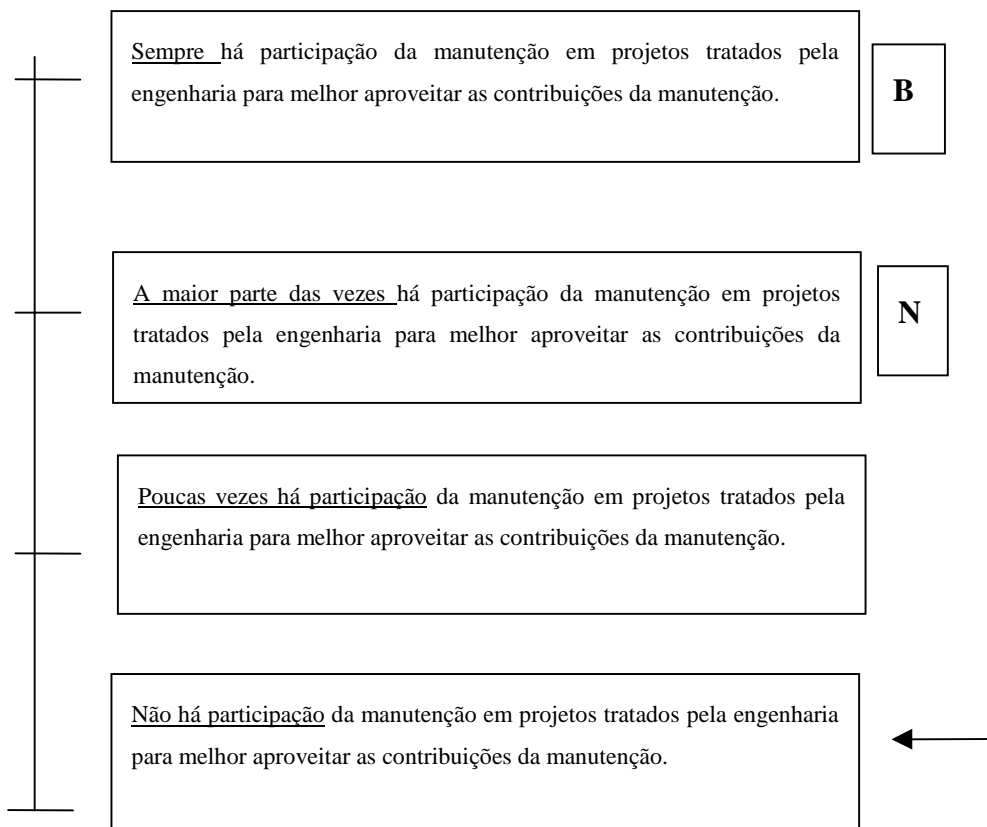 Sempre há participação da manutenção em projetos tratados pela
engenharia para melhor aproveitar as contribuições da manutenção.
B
A maior parte das vezes há participação da manutenção em projetos
tratados pela engenharia para melhor aproveitar as contribuições da
manutenção.
N
Poucas vezes há participação da manutenção em projetos tratados pela
engenharia para melhor aproveitar as contribuições da manutenção.
Não há participação da manutenção em projetos tratados pela engenharia
para melhor aproveitar as contribuições da manutenção.